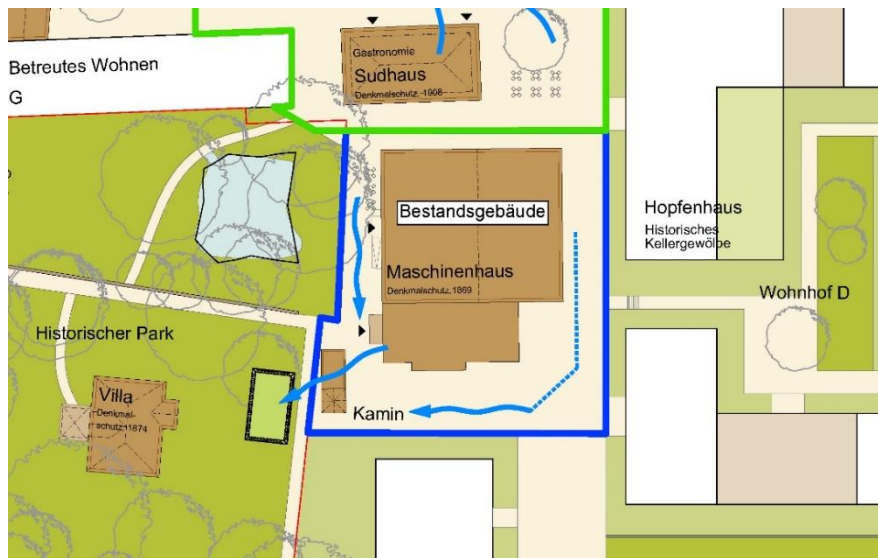 Betreutes Wohnen
G
Gastronomie
Sudhaus
Denkmalschutz, 1908
Bestandsgebäude
Maschinenhaus
Denkmalschutz, 1869
Hopfenhaus
Historisches
Kellergewölbe
Wohnhof D
Historischer Park
Villa
Denkmal-
schutz, 1874
Kamin